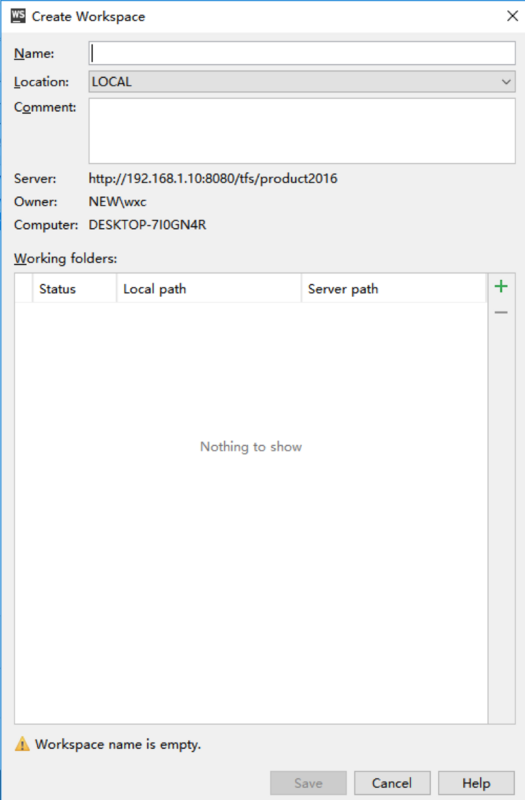 WS Create Workspace
Name:
Location: LOCAL
Comment:
Server: http://192.168.1.10:8080/tfs/product2016
Owner: NEW\wxc
Computer: DESKTOP-7I0GN4R
Working folders:
Status Local path Server path
Nothing to show
Workspace name is empty.
Save Cancel Help